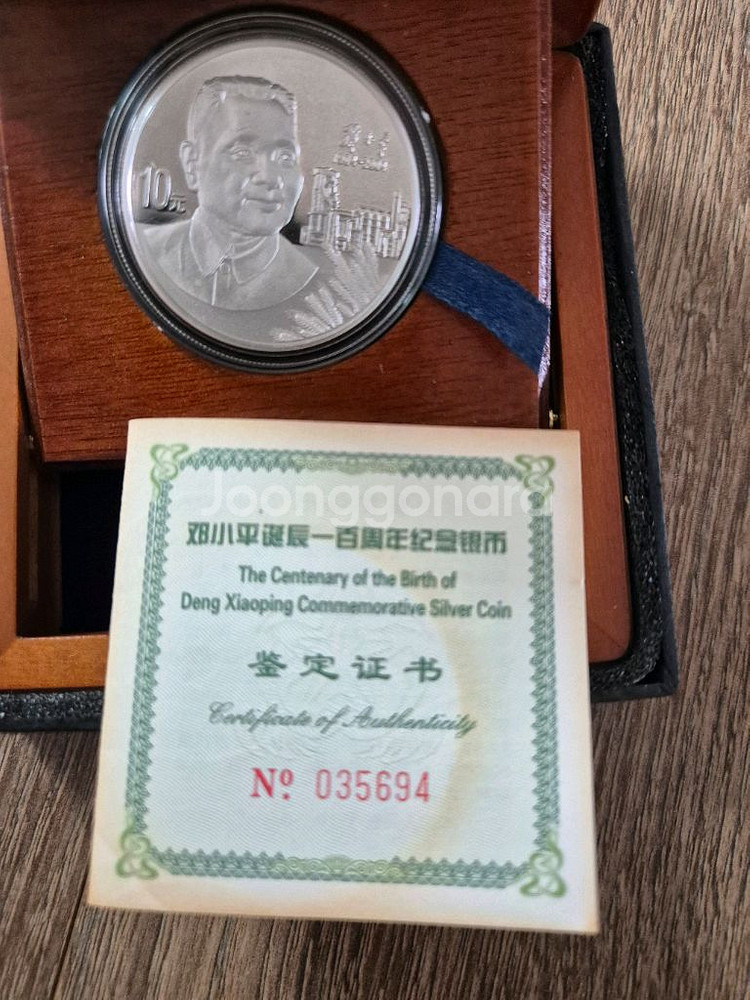 10元
Joonggonara
邓小平诞辰一百周年纪念银币
The Centenary of the Birth of
Deng Xiaoping Commemorative Silver Coin
鉴定证书
Certificate of Authenticity
Nº 035694